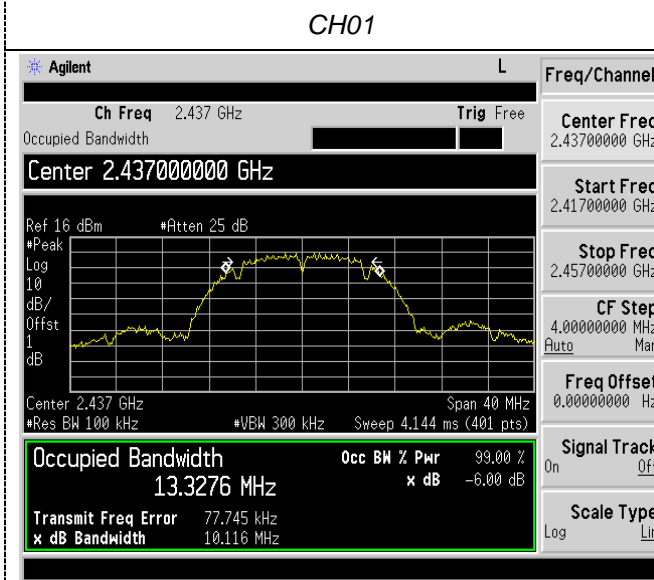 CH01
Agilent L
Freq/Channel
Ch Freq 2.437 GHz Trig Free
Occupied Bandwidth
Center Freq
2.43700000 GHz
Center 2.437000000 GHz
Start Freq
2.41700000 GHz
Ref 16 dBm #Atten 25 dB
#Peak
Log
10
dB/
Offst
1
dB
Stop Freq
2.45700000 GHz
CF Step
4.00000000 MHz
Auto Man
Freq Offset
0.00000000 Hz
Center 2.437 GHz Span 40 MHz
#Res BW 100 kHz #VBW 300 kHz Sweep 4.144 ms (401 pts)
Signal Track
On Off
Occupied Bandwidth Occ BW % Pwr 99.00 %
13.3276 MHz x dB -6.00 dB
Transmit Freq Error 77.745 kHz
x dB Bandwidth 10.116 MHz
Scale Type
Log Lin